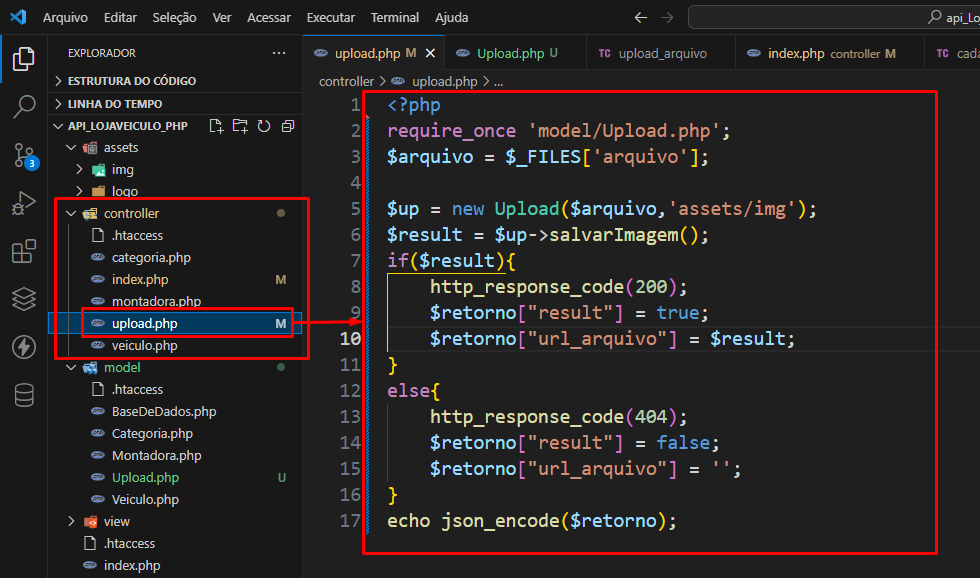 Arquivo Editar Seleção Ver Acessar Executar Terminal Ajuda
api_Lo
EXPLORADOR ...
upload.php M
Upload.php U
TC upload_arquivo
index.php controller M
TC cada
controller > upload.php > ...
ESTRUTURA DO CÓDIGO
LINHA DO TEMPO
API_LOJAVEICULO_PHP
assets
img
logo
controller
.htaccess
categoria.php
index.php M
montadora.php
upload.php M
veiculo.php
model
.htaccess
BaseDeDados.php
Categoria.php
Montadora.php
Upload.php U
Veiculo.php
view
.htaccess
index.php
3
1 <?php
2 require_once 'model/Upload.php';
3 $arquivo = $_FILES['arquivo'];
4
5 $up = new Upload($arquivo,'assets/img');
6 $result = $up->salvarImagem();
7 if($result){
8 http_response_code(200);
9 $retorno["result"] = true;
10 $retorno["url_arquivo"] = $result;
11 }
12 else{
13 http_response_code(404);
14 $retorno["result"] = false;
15 $retorno["url_arquivo"] = '';
16 }
17 echo json_encode($retorno);